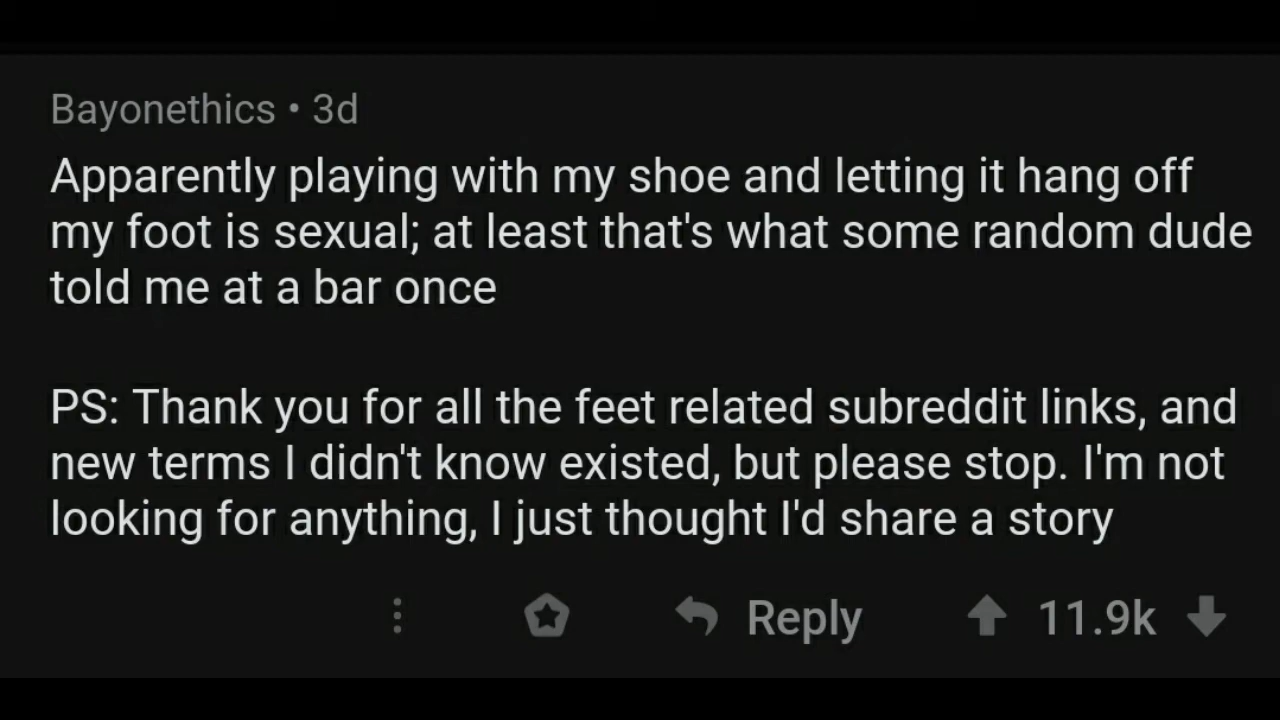 Bayonethics • 3d
Apparently playing with my shoe and letting it hang off
my foot is sexual; at least that's what some random dude
told me at a bar once
PS: Thank you for all the feet related subreddit links, and
new terms I didn't know existed, but please stop. I'm not
looking for anything, I just thought I'd share a story
Reply 11.9k